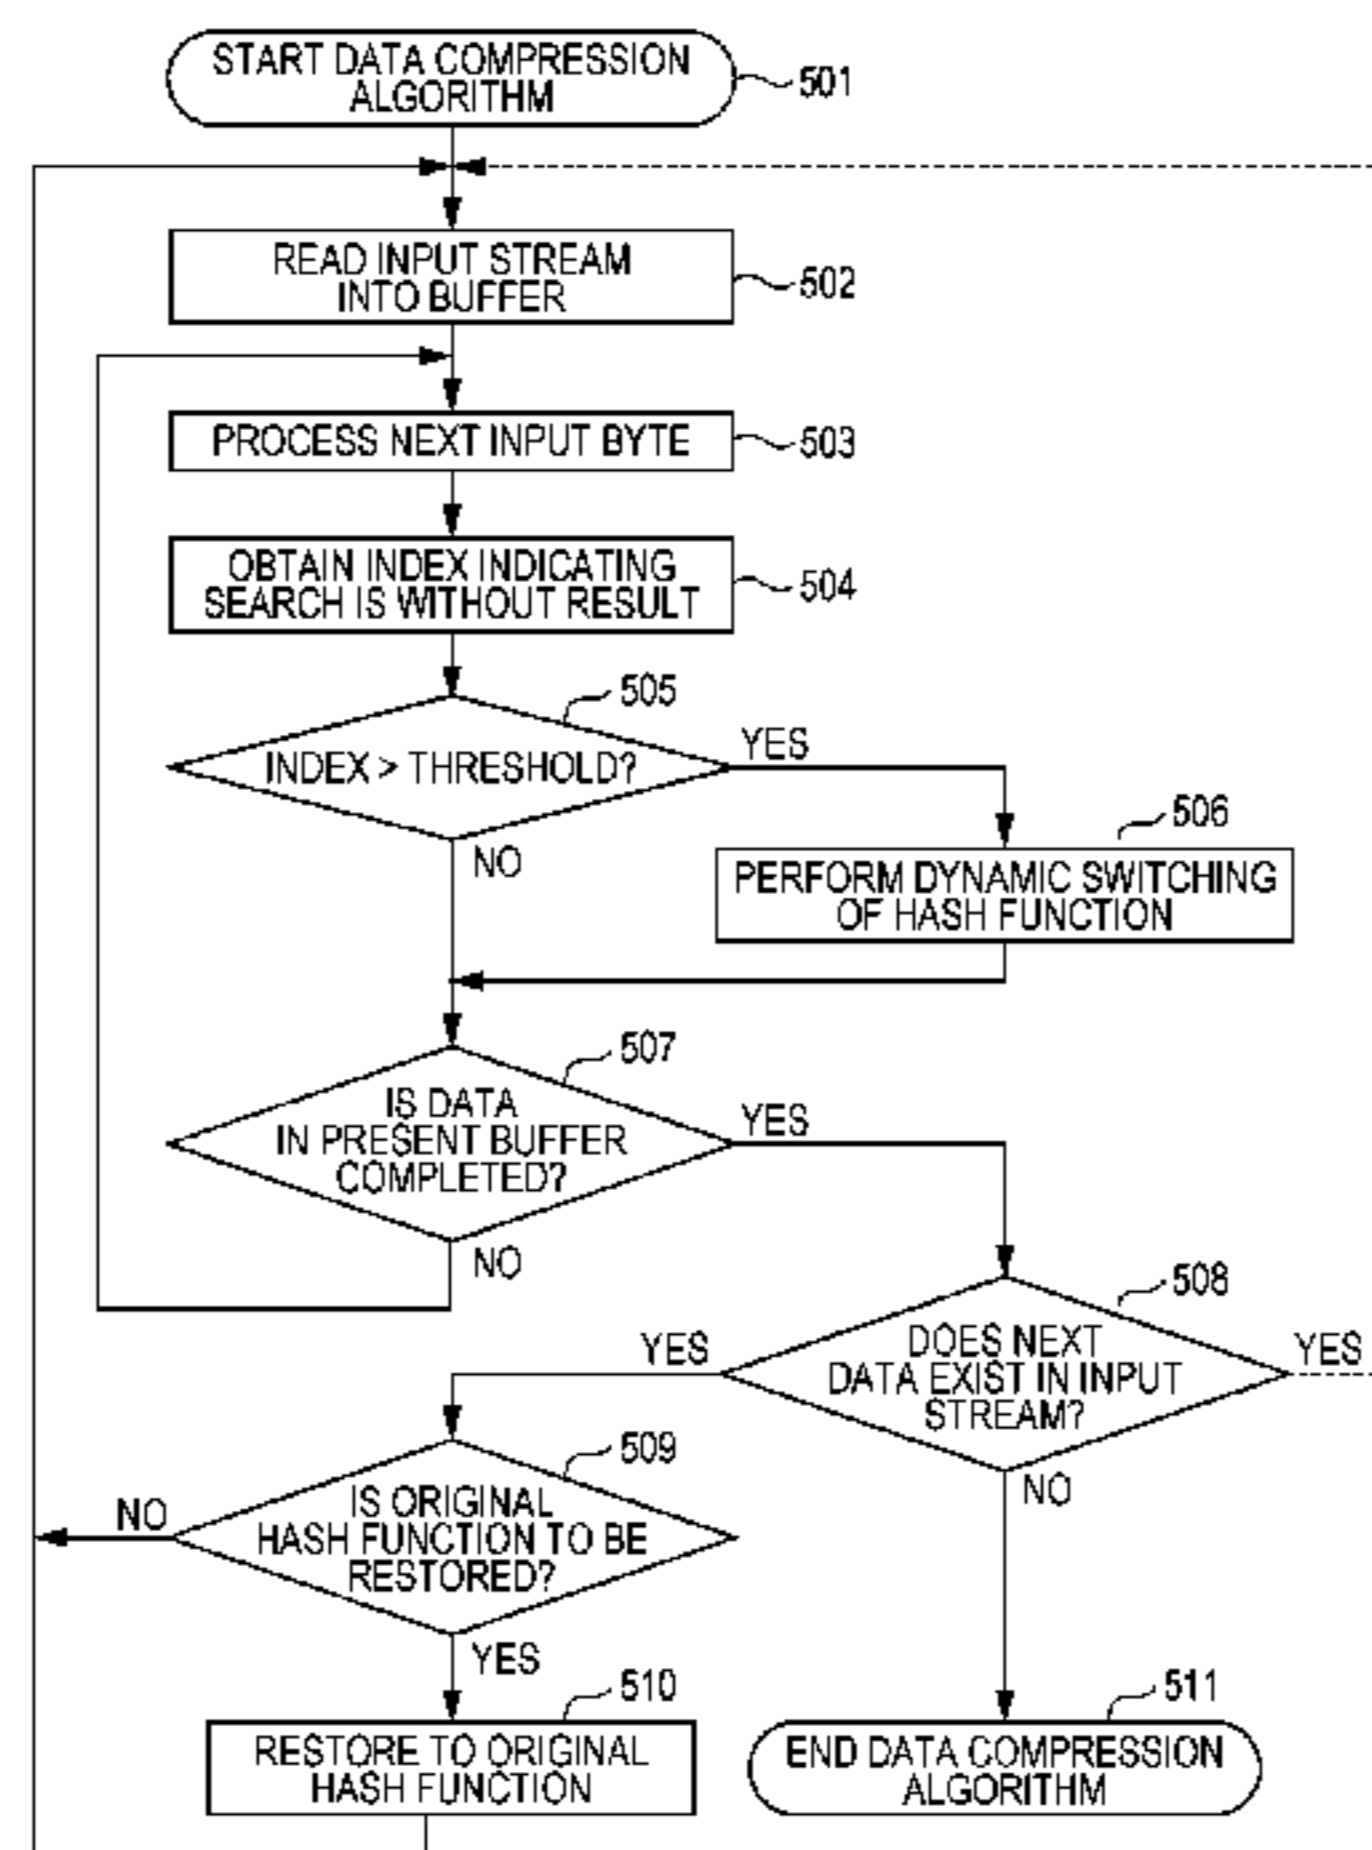 START DATA COMPRESSION
ALGORITHM
501
READ INPUT STREAM
INTO BUFFER
502
PROCESS NEXT INPUT BYTE
503
OBTAIN INDEX INDICATING
SEARCH IS WITHOUT RESULT
504
505
INDEX > THRESHOLD?
YES
NO
506
PERFORM DYNAMIC SWITCHING
OF HASH FUNCTION
507
IS DATA
IN PRESENT BUFFER
COMPLETED?
YES
NO
508
DOES NEXT
DATA EXIST IN INPUT
STREAM?
YES
YES
NO
509
IS ORIGINAL
HASH FUNCTION TO BE
RESTORED?
NO
YES
510
RESTORE TO ORIGINAL
HASH FUNCTION
511
END DATA COMPRESSION
ALGORITHM